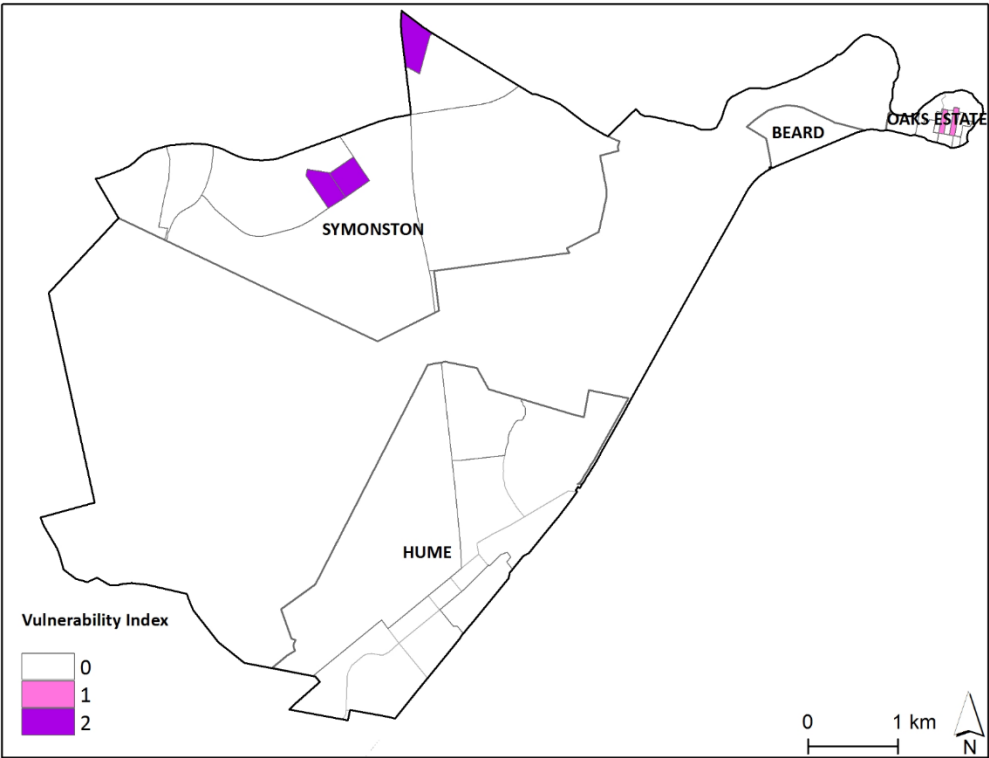 BEARD
OAKS ESTATE
SYMONSTON
HUME
Vulnerability Index
0
1
2
0 1 km
N